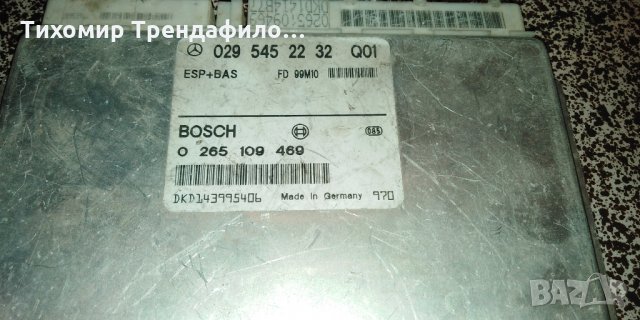 Тихомир Трендафило...
029 545 22 32 Q01
ESP+BAS FD 99M10
BOSCH
0 265 109 469
DKD143995406 Made in Germany 970
BAZAR